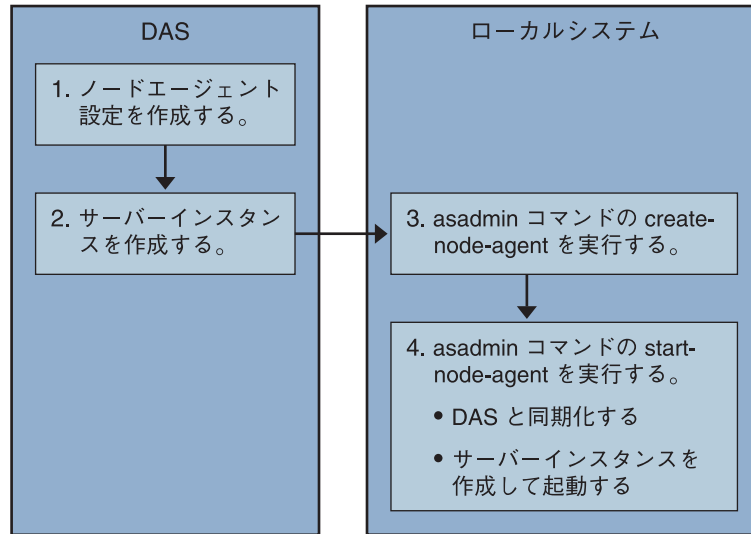 DAS
1. ノードエージェント
設定を作成する。
2. サーバーインスタン
スを作成する。
ローカルシステム
3. asadmin コマンドの create-
node-agent を実行する。
4. asadmin コマンドの start-
node-agent を実行する。
• DAS と同期化する
• サーバーインスタンスを
作成して起動する